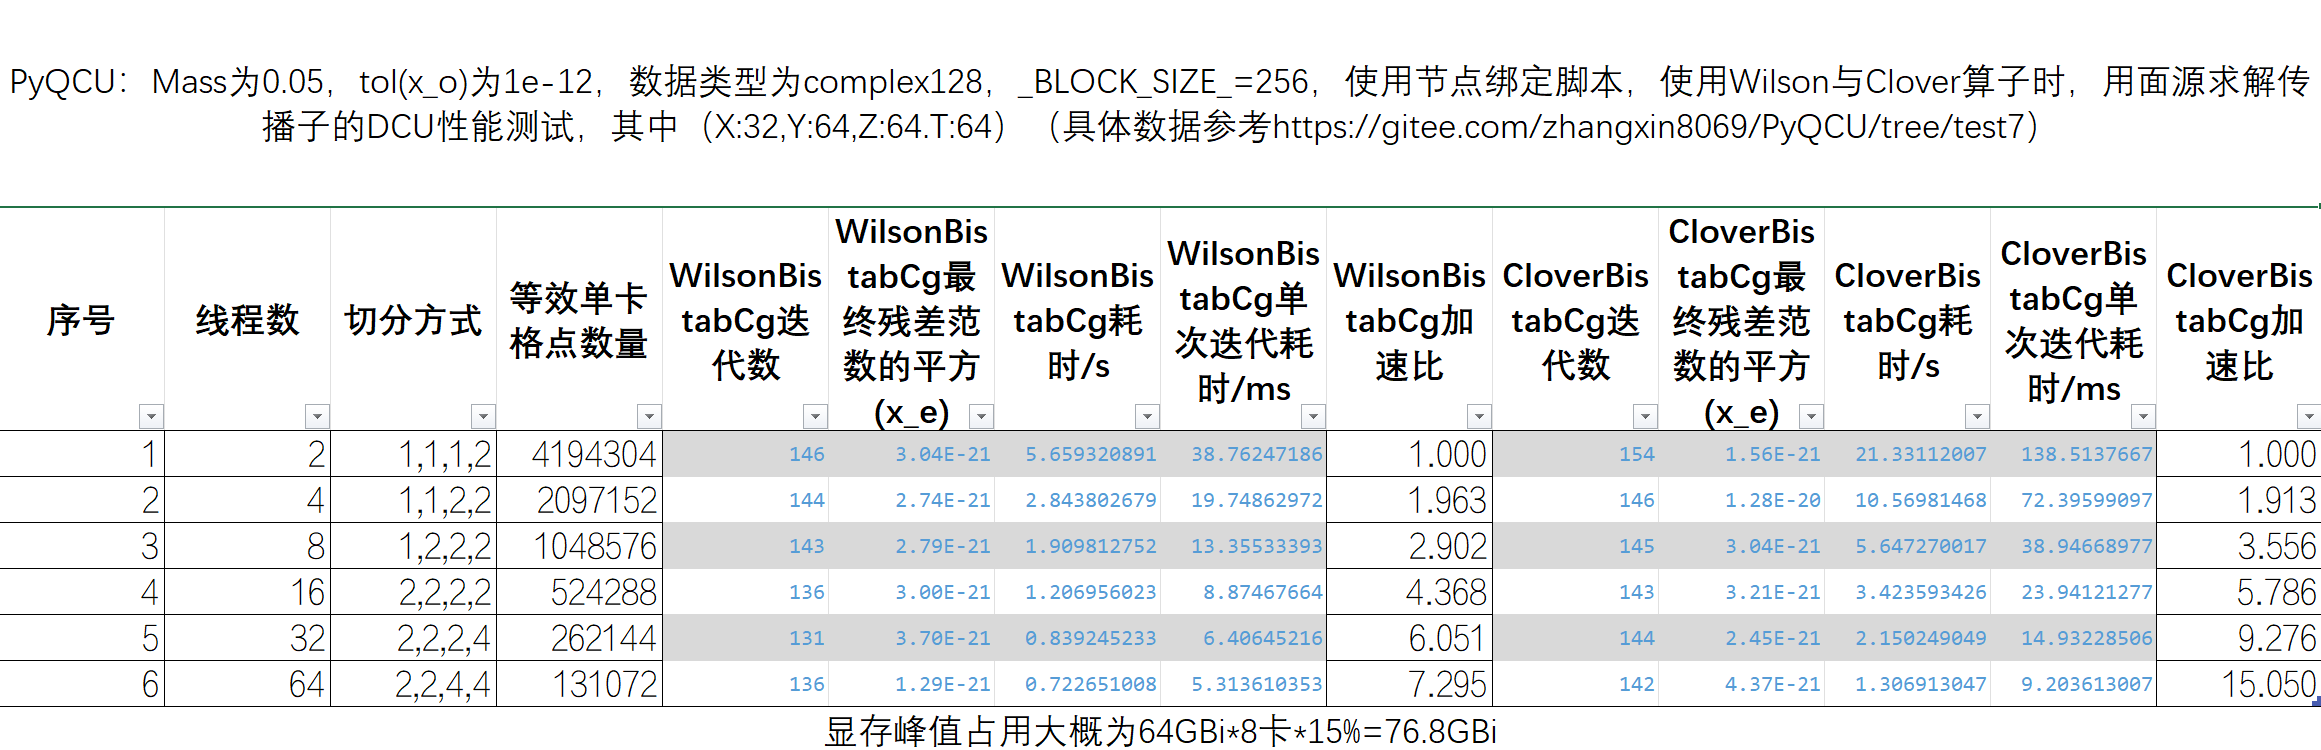 PyQCU：Mass为0.05，tol(x_o)为1e-12，数据类型为complex128，_BLOCK_SIZE_=256，使用节点绑定脚本，使用Wilson与Clover算子时，用面源求解传
播子的DCU性能测试，其中（X:32,Y:64,Z:64.T:64）（具体数据参考https://gitee.com/zhangxin8069/PyQCU/tree/test7）
序号 线程数 切分方式 等效单卡格点数量 WilsonBistabCg迭代数 WilsonBistabCg最终残差范数的平方(x_e) WilsonBistabCg耗时/s WilsonBistabCg单次迭代耗时/ms WilsonBistabCg加速比 CloverBistabCg迭代数 CloverBistabCg最终残差范数的平方(x_e) CloverBistabCg耗时/s CloverBistabCg单次迭代耗时/ms CloverBistabCg加速比
1 2 1,1,1,2 4194304 146 3.04E-21 5.659320891 38.76247186 1.000 154 1.56E-21 21.33112007 138.5137667 1.000
2 4 1,1,2,2 2097152 144 2.74E-21 2.843802679 19.74862972 1.963 146 1.28E-20 10.56981468 72.39599097 1.913
3 8 1,2,2,2 1048576 143 2.79E-21 1.909812752 13.35533393 2.902 145 3.04E-21 5.647270017 38.94668977 3.556
4 16 2,2,2,2 524288 136 3.00E-21 1.206956023 8.87467664 4.368 143 3.21E-21 3.423593426 23.94121277 5.786
5 32 2,2,2,4 262144 131 3.70E-21 0.839245233 6.40645216 6.051 144 2.45E-21 2.150249049 14.93228506 9.276
6 64 2,2,4,4 131072 136 1.29E-21 0.722651008 5.313610353 7.295 142 4.37E-21 1.306913047 9.203613007 15.050
显存峰值占用大概为64GBi*8卡*15%=76.8GBi